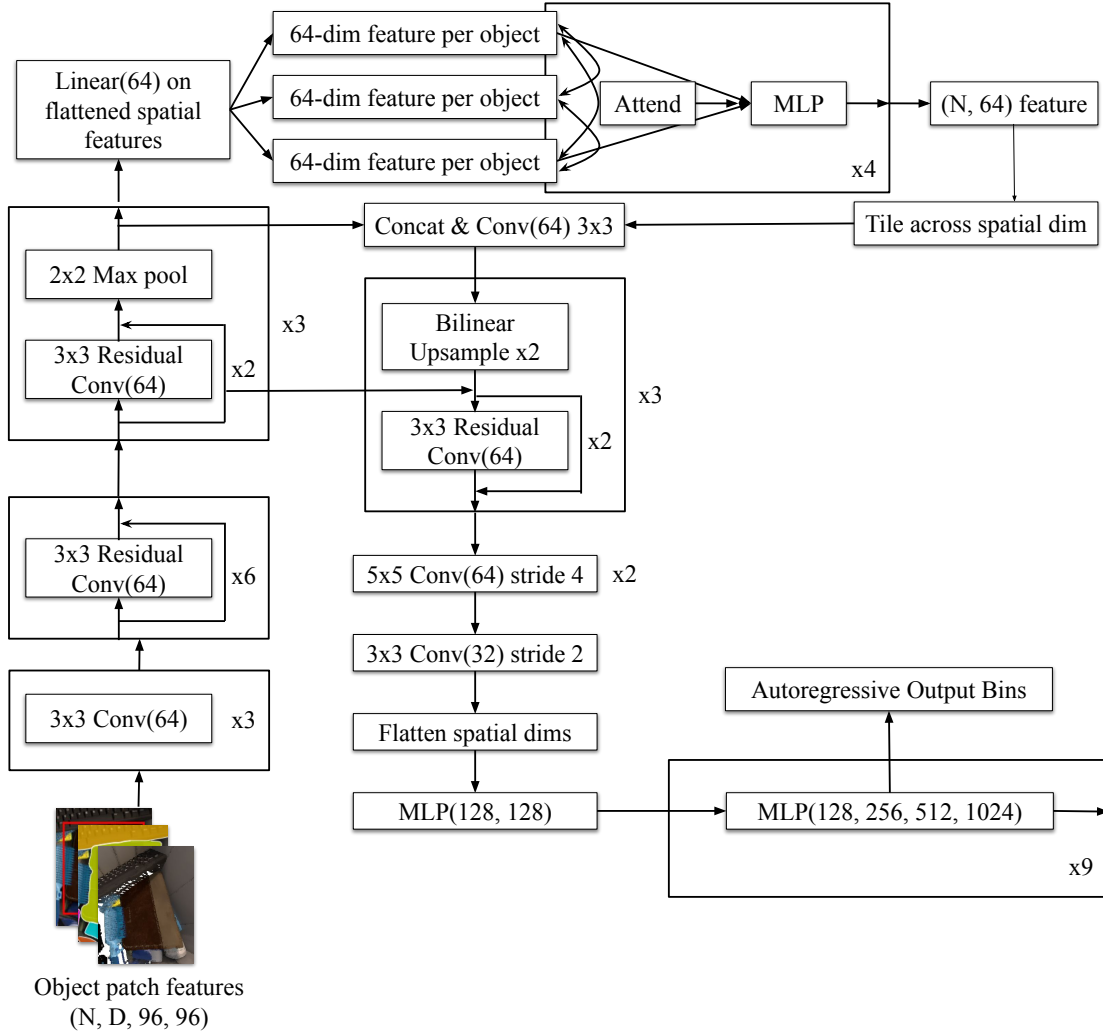 64-dim feature per object
64-dim feature per object
64-dim feature per object
Linear(64) on
flattened spatial
features
Attend
MLP
x4
(N, 64) feature
Tile across spatial dim
Concat & Conv(64) 3x3
2x2 Max pool
3x3 Residual
Conv(64)
x2
x3
Bilinear
Upsample x2
3x3 Residual
Conv(64)
x2
x3
3x3 Residual
Conv(64)
x6
5x5 Conv(64) stride 4
x2
3x3 Conv(32) stride 2
3x3 Conv(64)
x3
Flatten spatial dims
MLP(128, 128)
Autoregressive Output Bins
MLP(128, 256, 512, 1024)
x9
Object patch features
(N, D, 96, 96)